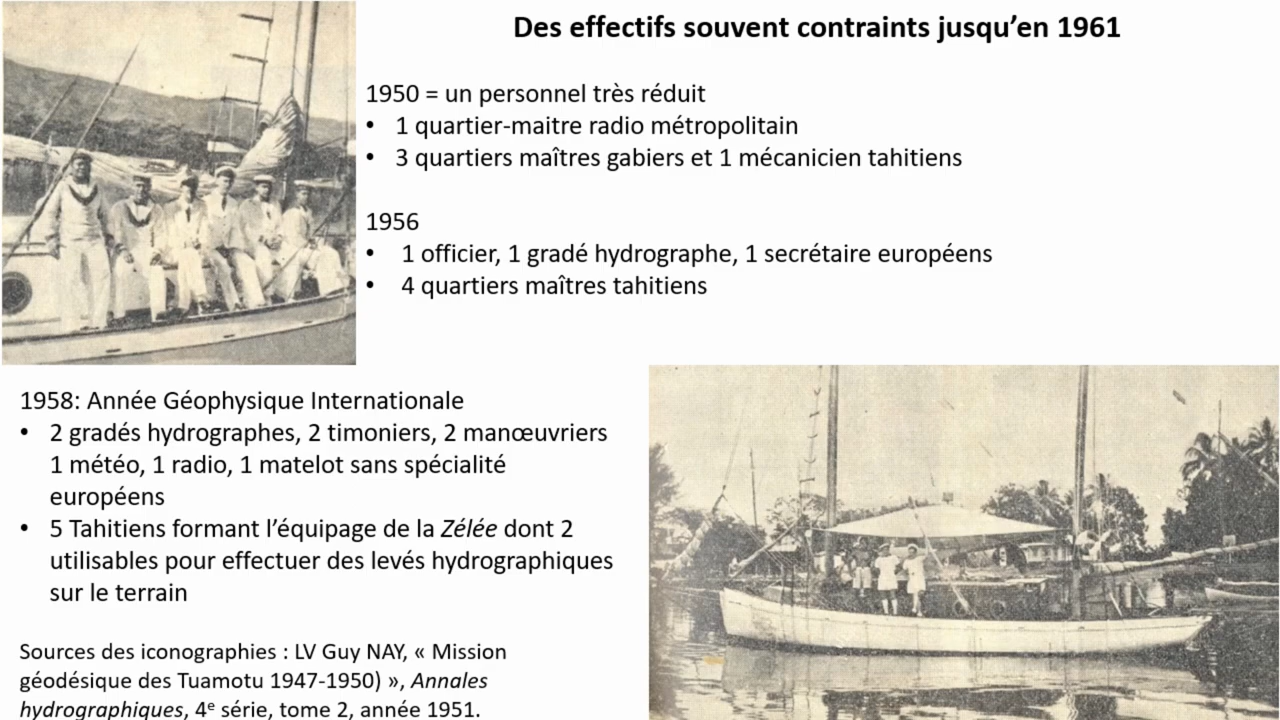 Des effectifs souvent contraints jusqu’en 1961
1950 = un personnel très réduit
• 1 quartier-maitre radio métropolitain
• 3 quartiers maîtres gabiers et 1 mécanicien tahitiens
1956
• 1 officier, 1 gradé hydrographe, 1 secrétaire européens
• 4 quartiers maîtres tahitiens
1958: Année Géophysique Internationale
• 2 gradés hydrographes, 2 timoniers, 2 manœuvriers
1 météo, 1 radio, 1 matelot sans spécialité
européens
• 5 Tahitiens formant l’équipage de la Zélée dont 2
utilisables pour effectuer des levés hydrographiques
sur le terrain
Sources des iconographies : LV Guy NAY, « Mission
géodésique des Tuamotu 1947-1950) », Annales
hydrographiques, 4e série, tome 2, année 1951.